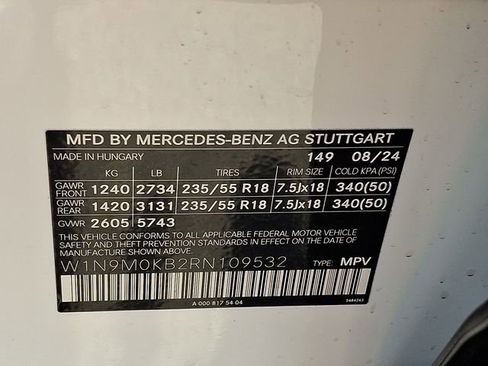 MFD BY MERCEDES-BENZ AG STUTTGART
MADE IN HUNGARY 149 08/24
KG LB TIRES RIM SIZE COLD KPA (PSI)
GAWR FRONT 1240 2734 235/55 R18 7.5Jx18 340(50)
GAWR REAR 1420 3131 235/55 R18 7.5Jx18 340(50)
GVWR 2605 5743
THIS VEHICLE CONFORMS TO ALL APPLICABLE FEDERAL MOTOR VEHICLE
SAFETY AND THEFT PREVENTION STANDARDS IN EFFECT ON THE DATE OF
MANUFACTURE SHOWN ABOVE.
W1N9M0KB2RN109532 TYPE: MPV
A 000 817 54 04